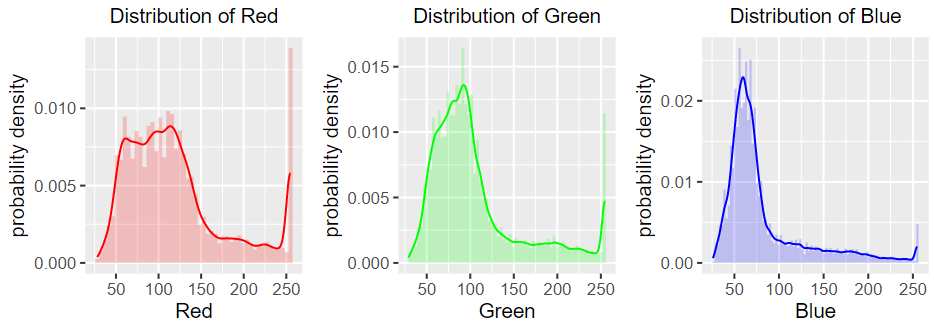 Distribution of Red
probability density
0.010
0.005
0.000
50 100 150 200 250
Red
Distribution of Green
probability density
0.015
0.010
0.005
0.000
50 100 150 200 250
Green
Distribution of Blue
probability density
0.02
0.01
0.00
50 100 150 200 250
Blue